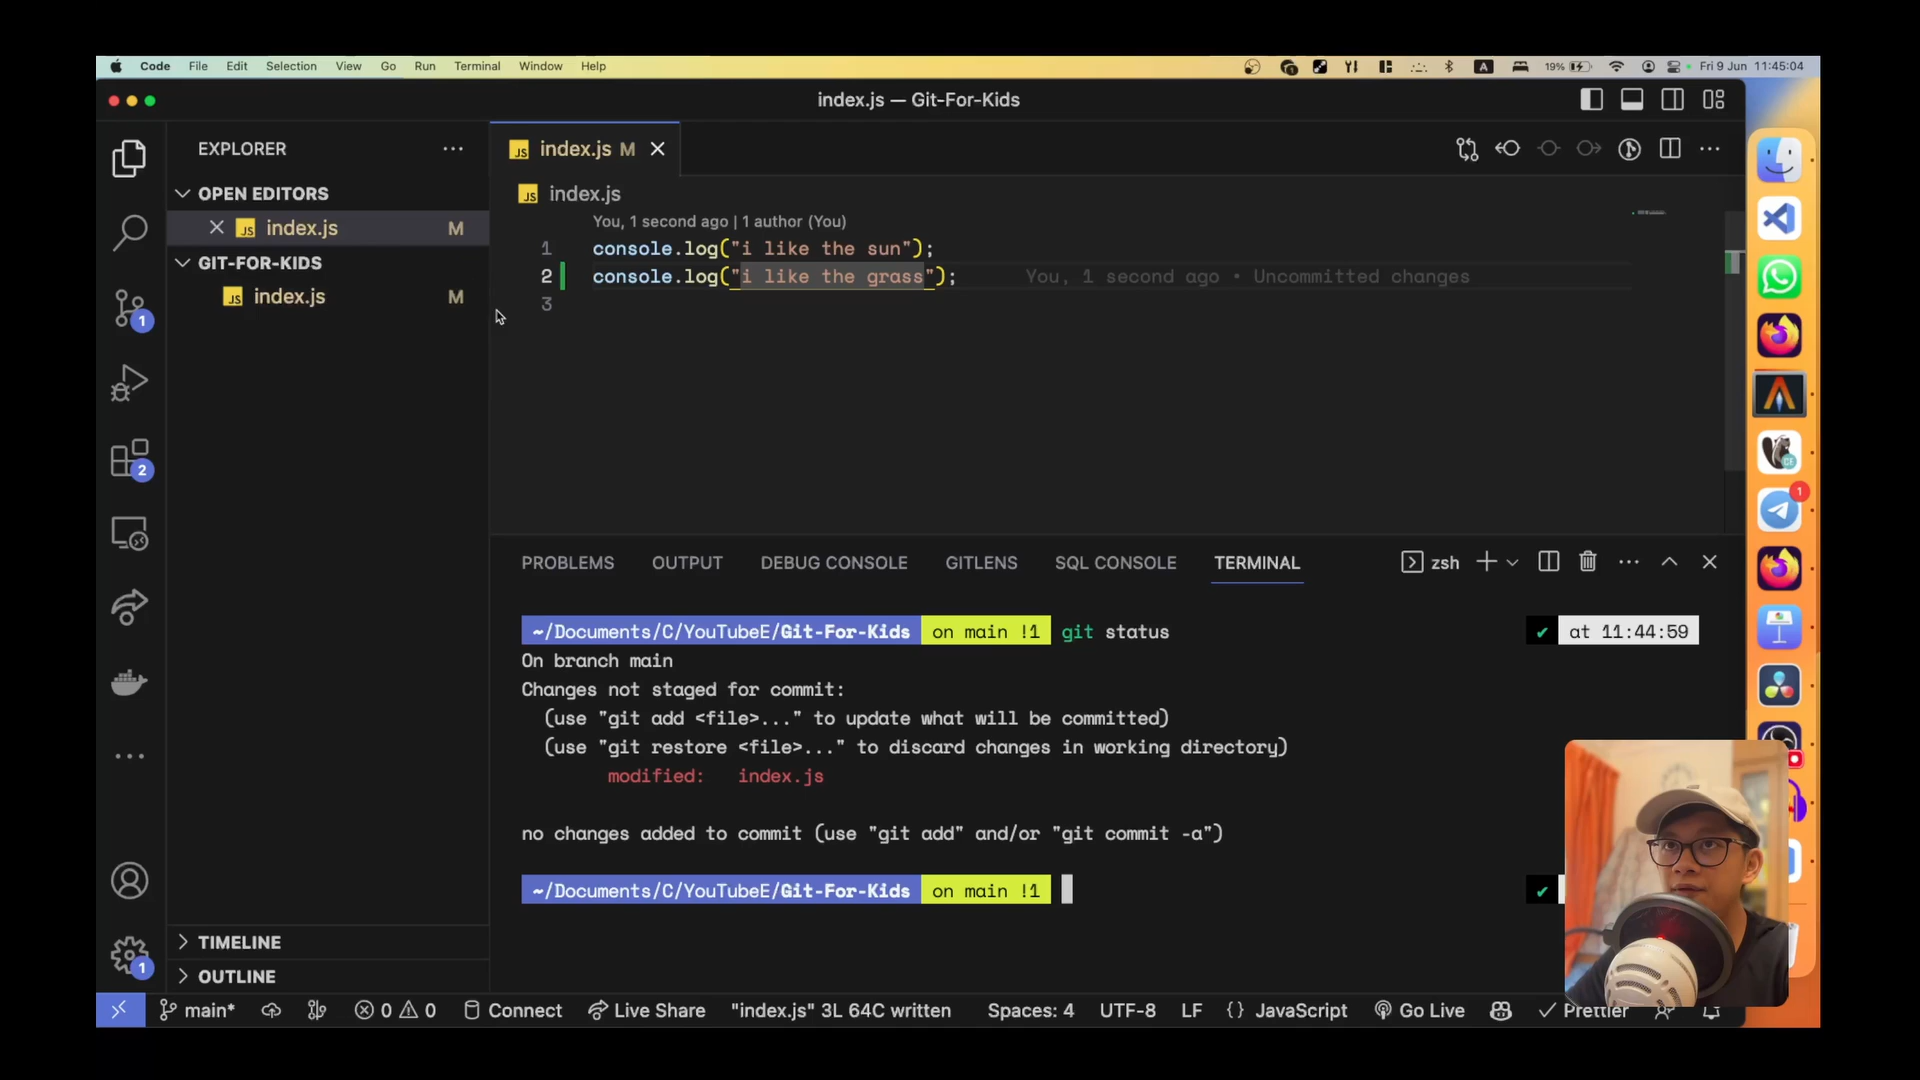 Code File Edit Selection View Go Run Terminal Window Help
A 19% Fri 9 Jun 11:45:04
index.js — Git-For-Kids
EXPLORER
index.js M
OPEN EDITORS
index.js
index.js M
You, 1 second ago | 1 author (You)
GIT-FOR-KIDS
index.js M
1 console.log("i like the sun");
2 console.log("i like the grass"); You, 1 second ago • Uncommitted changes
3
1
2
PROBLEMS OUTPUT DEBUG CONSOLE GITLENS SQL CONSOLE TERMINAL zsh
~/Documents/C/YouTubeE/Git-For-Kids on main !1 git status ✔ at 11:44:59
On branch main
Changes not staged for commit:
(use "git add <file>..." to update what will be committed)
(use "git restore <file>..." to discard changes in working directory)
modified: index.js
no changes added to commit (use "git add" and/or "git commit -a")
~/Documents/C/YouTubeE/Git-For-Kids on main !1 ✔
TIMELINE
OUTLINE
1
1
main* 0 0 Connect Live Share "index.js" 3L 64C written Spaces: 4 UTF-8 LF {} JavaScript Go Live Prettier